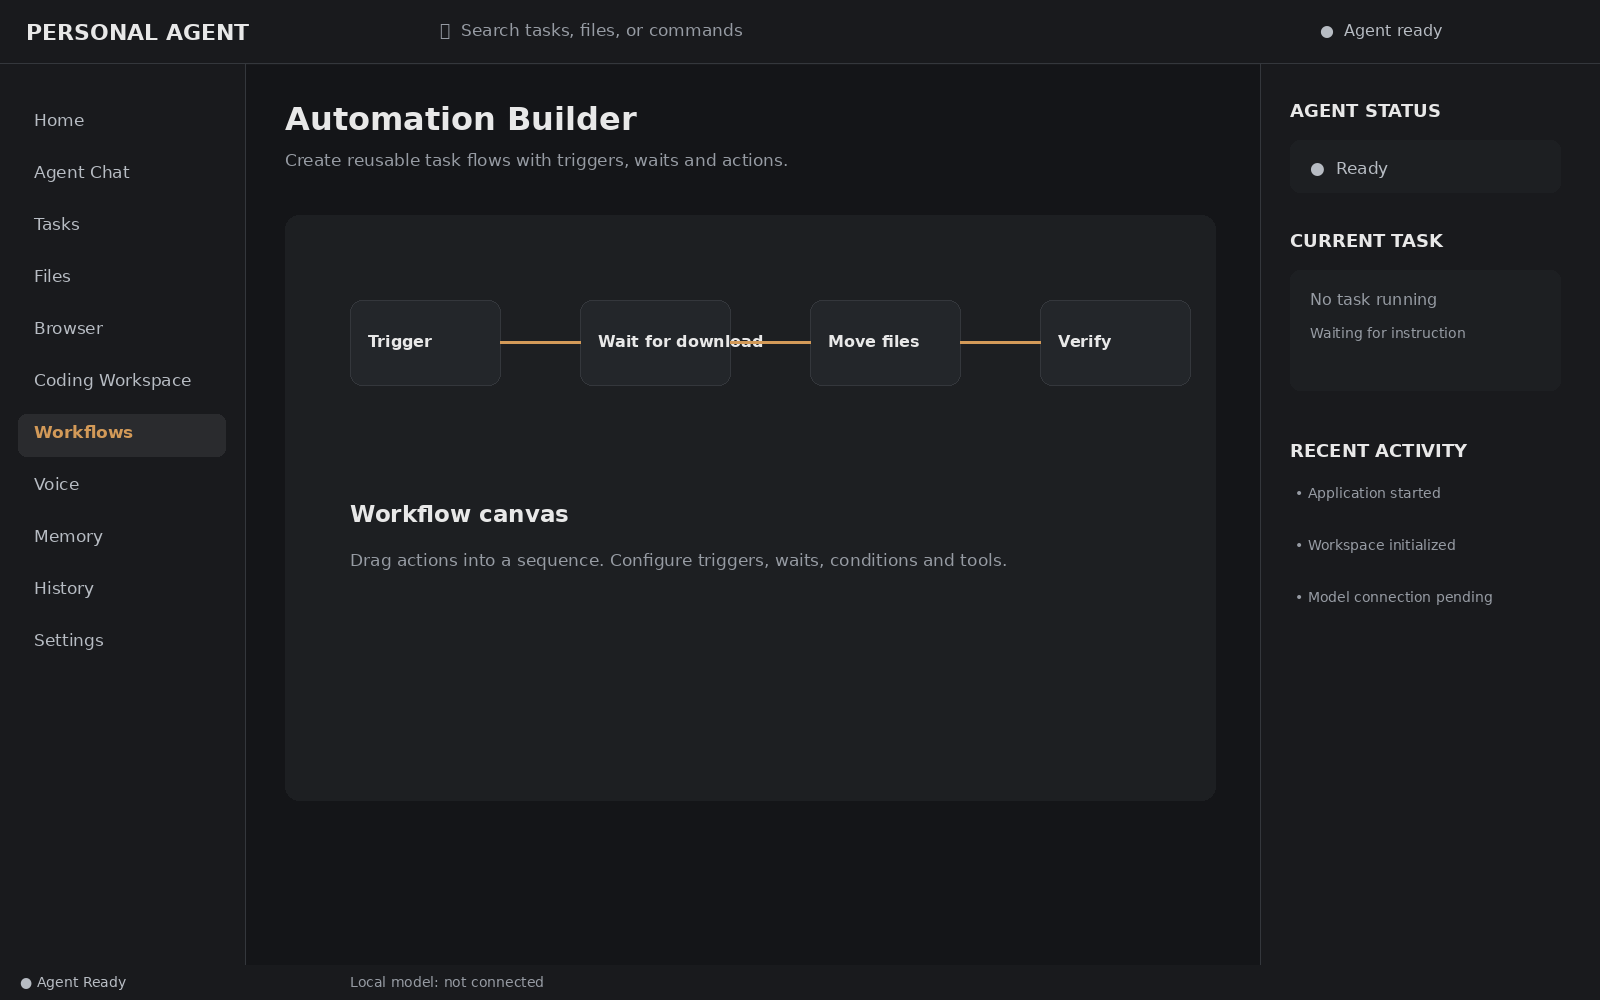 PERSONAL AGENT
Search tasks, files, or commands
● Agent ready
Home
Agent Chat
Tasks
Files
Browser
Coding Workspace
Workflows
Voice
Memory
History
Settings
Automation Builder
Create reusable task flows with triggers, waits and actions.
Trigger
Wait for download
Move files
Verify
Workflow canvas
Drag actions into a sequence. Configure triggers, waits, conditions and tools.
AGENT STATUS
● Ready
CURRENT TASK
No task running
Waiting for instruction
RECENT ACTIVITY
• Application started
• Workspace initialized
• Model connection pending
● Agent Ready
Local model: not connected